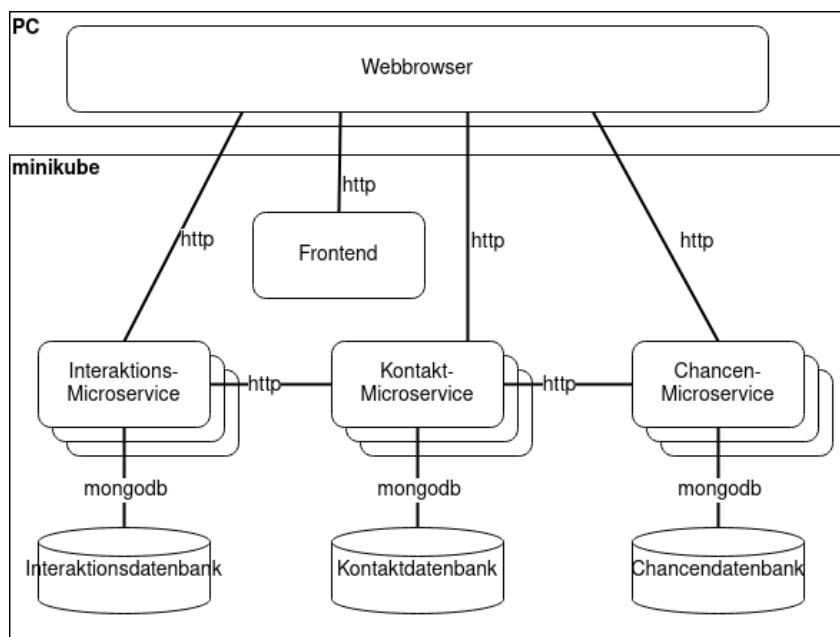 PC
Webbrowser
minikube
http
Frontend
http
http
http
Interaktions-
Microservice
http
Kontakt-
Microservice
http
Chancen-
Microservice
mongodb
mongodb
mongodb
Interaktionsdatenbank
Kontaktdatenbank
Chancendatenbank